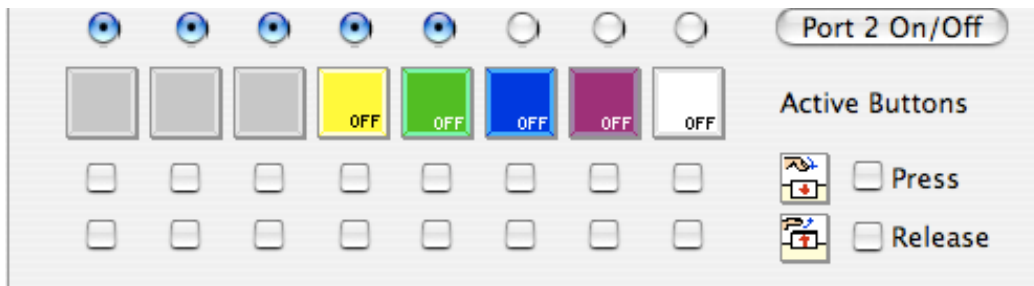 Port 2 On/Off
OFF OFF OFF OFF OFF
Active Buttons
Press
Release